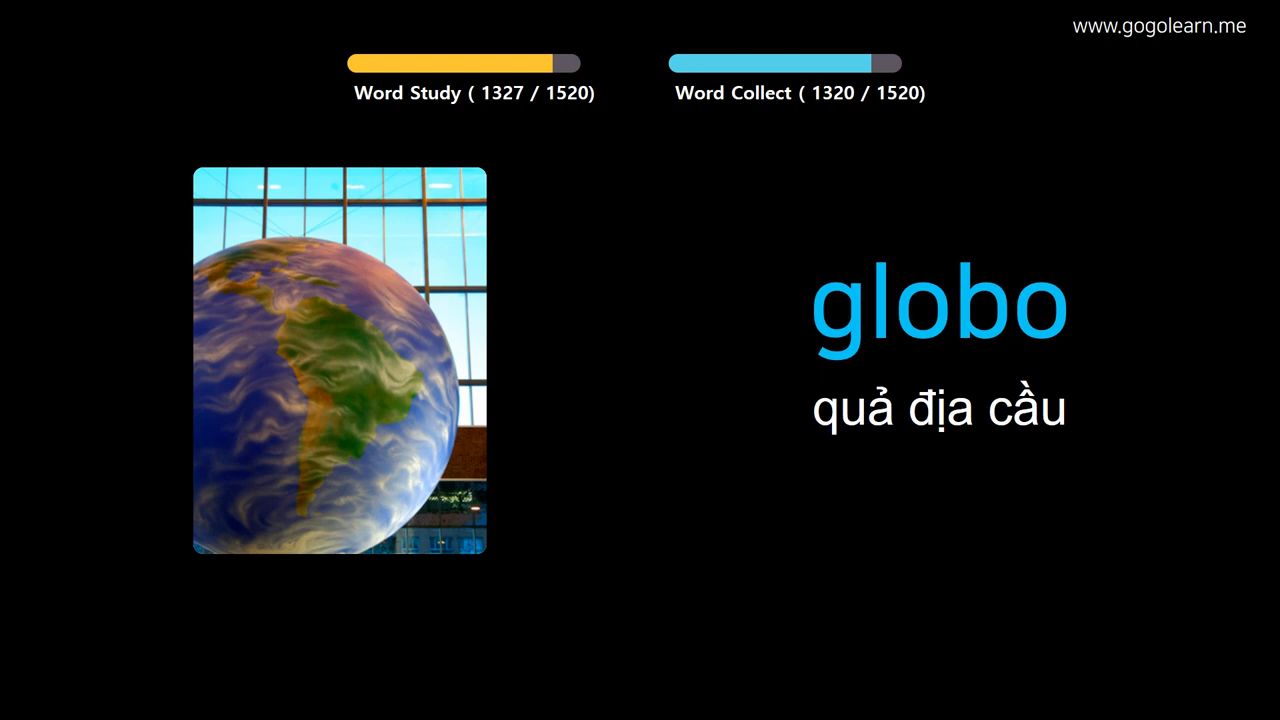 www.gogolearn.me
Word Study ( 1327 / 1520)
Word Collect ( 1320 / 1520)
globo
quả địa cầu